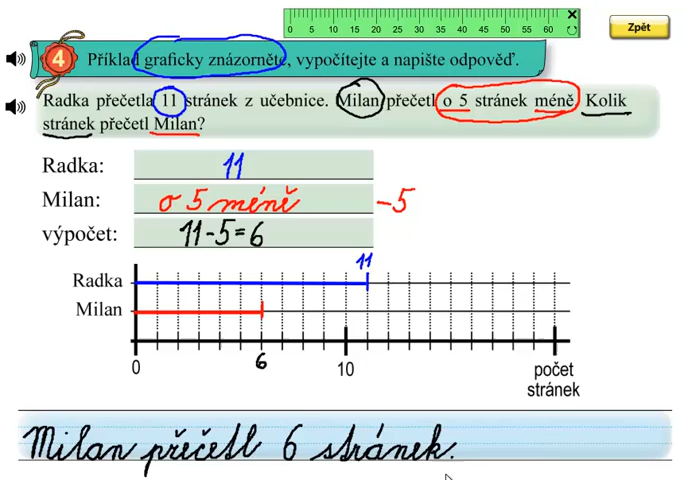 0 5 10 15 20 25 30 35 40 45 50 55 60
Zpět
4 Příklad graficky znázorněte, vypočítejte a napište odpověď.
Radka přečetla 11 stránek z učebnice. Milan přečetl o 5 stránek méně. Kolik
stránek přečetl Milan?
Radka: 11
Milan: o 5 méně -5
výpočet: 11-5=6
11
Radka
Milan
0 6 10 počet
stránek
Milan přečetl 6 stránek.